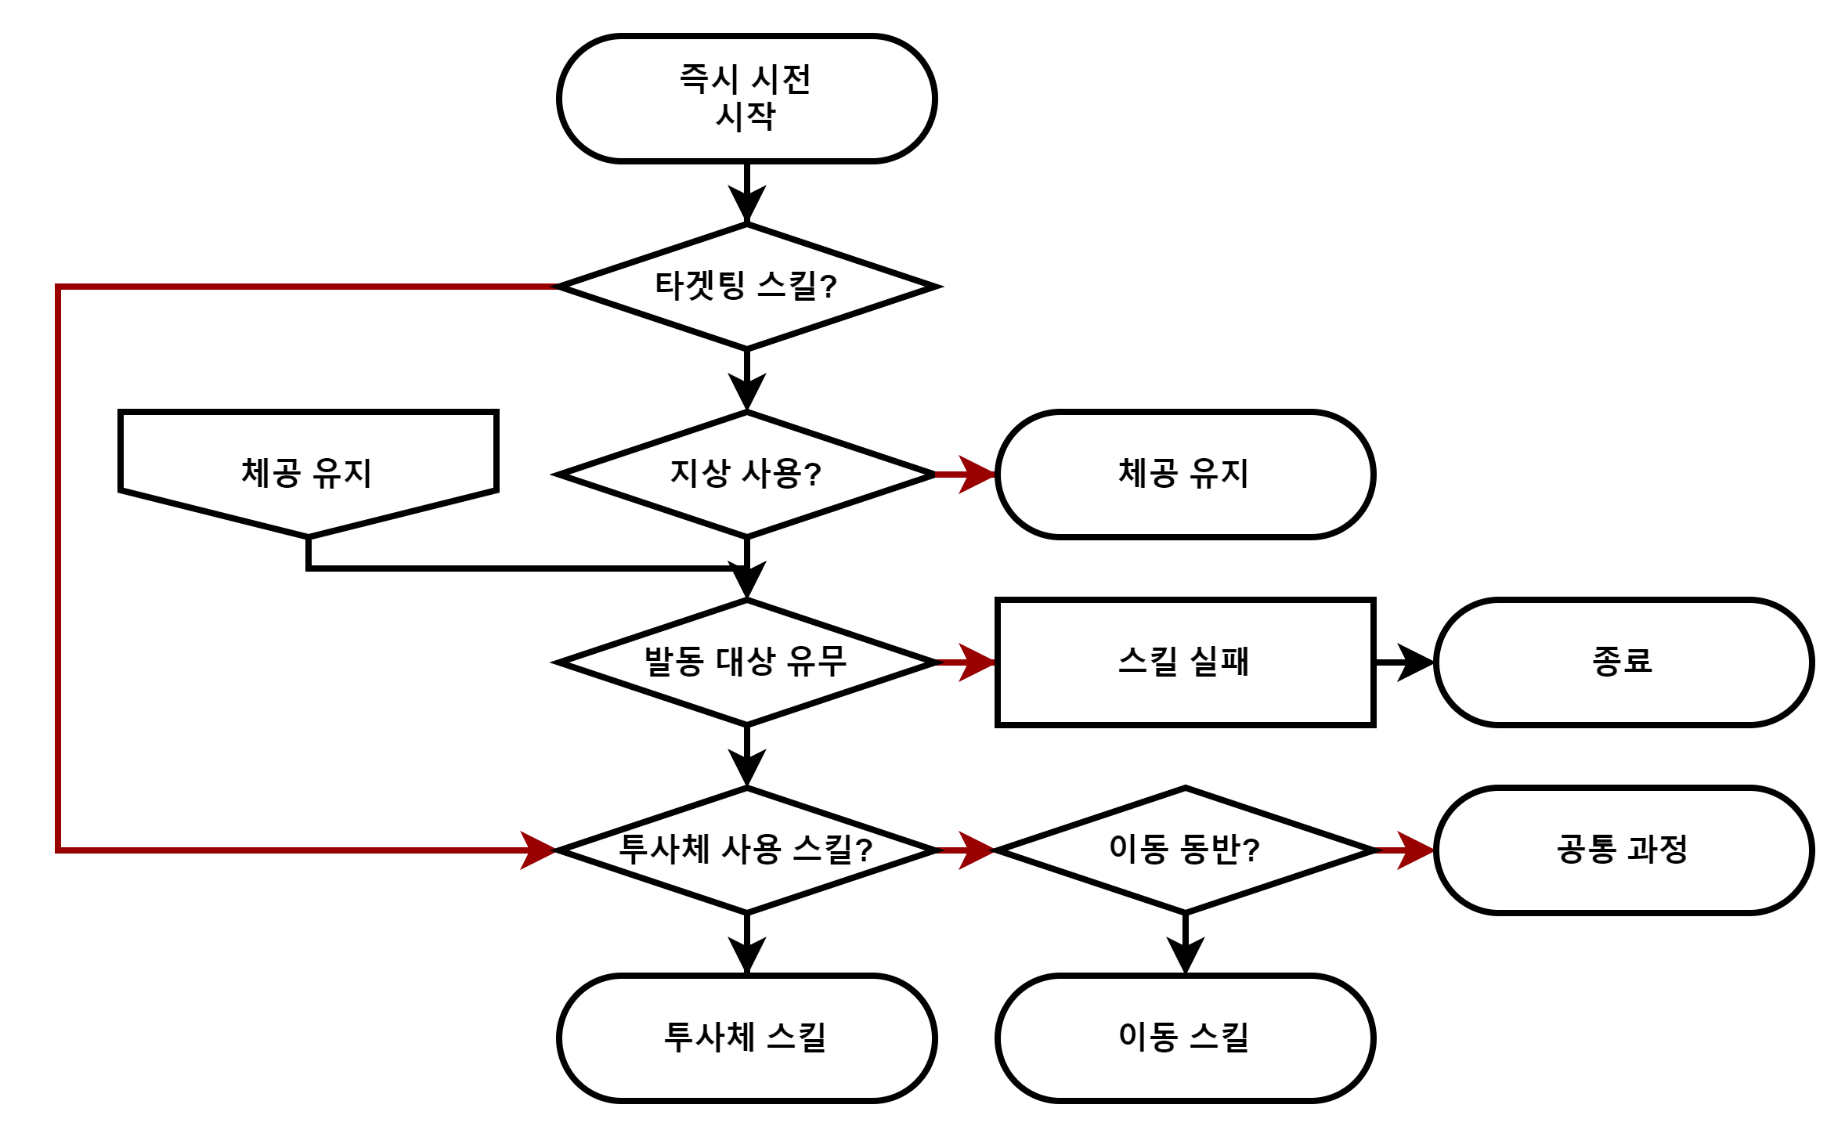 즉시 시전
시작
타겟팅 스킬?
체공 유지
지상 사용?
체공 유지
발동 대상 유무
스킬 실패
종료
투사체 사용 스킬?
이동 동반?
공통 과정
투사체 스킬
이동 스킬